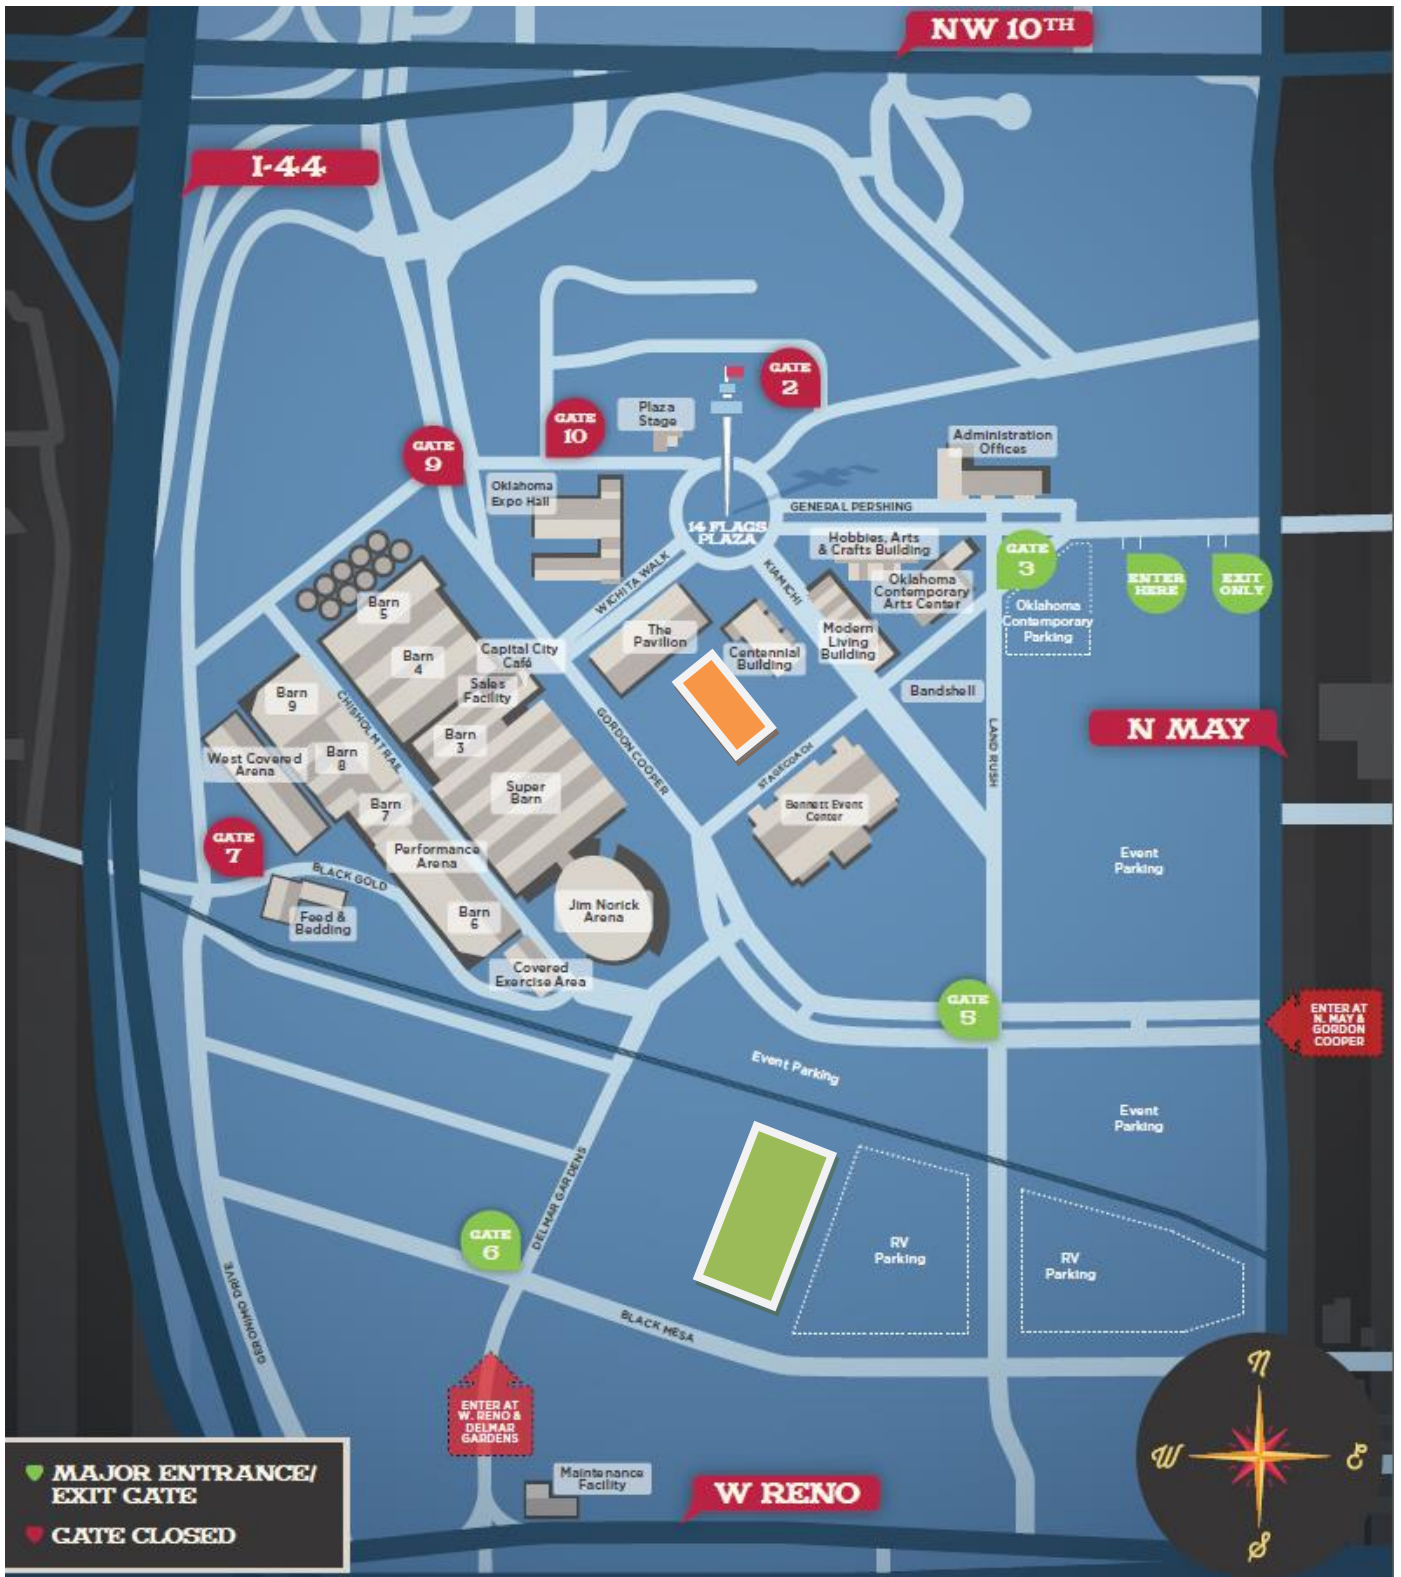 NW 10TH
I-44
GATE
2
Plaza
Stage
GATE
10
GATE
9
Administration
Offices
Oklahoma
Expo Hall
GENERAL PERSHING
14 FLAGS
PLAZA
Hobbies, Arts
& Crafts Building
GATE
3
ENTER
HERE
EXIT
ONLY
WICHITA WALK
KIAMICHI
Oklahoma
Contemporary
Arts Center
Oklahoma
Contemporary
Parking
Barn
5
The
Pavilion
Modern
Living
Building
Centennial
Building
Capital City
Café
Barn
4
Sales
Facility
Bandshell
Barn
9
CHISHOLM TRAIL
GORDON COOPER
LAND RUSH
N MAY
Barn
3
West Covered
Arena
Barn
8
STAGECOACH
Super
Barn
Bennett Event
Center
Barn
7
GATE
7
Performance
Arena
Event
Parking
BLACK GOLD
Feed &
Bedding
Barn
6
Jim Norick
Arena
Covered
Exercise Area
GATE
5
ENTER AT
N. MAY &
GORDON
COOPER
Event Parking
Event
Parking
DELMAR GARDENS
GATE
6
RV
Parking
RV
Parking
GERONIMO DRIVE
BLACK MESA
ENTER AT
W. RENO &
DELMAR
GARDENS
N
W
E
S
MAJOR ENTRANCE/
EXIT GATE
GATE CLOSED
Maintenance
Facility
W RENO